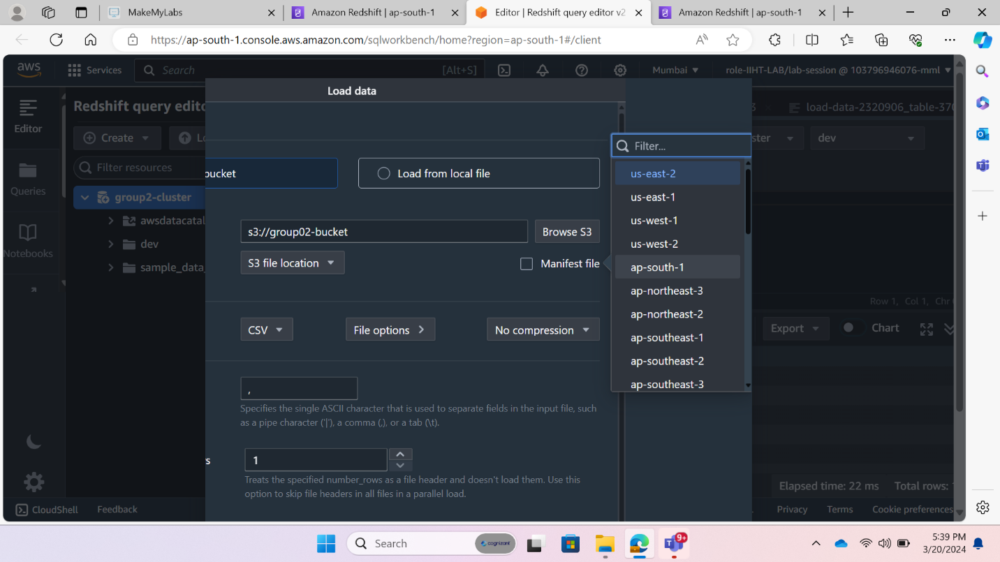 MakeMyLabs
Amazon Redshift | ap-south-1
Editor | Redshift query editor v2
Amazon Redshift | ap-south-1
https://ap-south-1.console.aws.amazon.com/sqlworkbench/home?region=ap-south-1#/client
aws
Services
Search
[Alt+S]
Mumbai
role-IIHT-LAB/lab-session @ 103796946076-mml
Editor
Queries
Notebooks
Redshift query edito
Create
Lo
Filter resources
group2-cluster
awsdatacatal
dev
sample_data_
Load data
bucket
Load from local file
s3://group02-bucket
Browse S3
S3 file location
Manifest file
CSV
File options
No compression
,
Specifies the single ASCII character that is used to separate fields in the input file, such
as a pipe character ('|'), a comma (,), or a tab (\t).
rs
1
Treats the specified number_rows as a file header and doesn't load them. Use this
option to skip file headers in all files in a parallel load.
Filter...
us-east-2
us-east-1
us-west-1
us-west-2
ap-south-1
ap-northeast-3
ap-northeast-2
ap-southeast-1
ap-southeast-2
ap-southeast-3
3
load-data-2320906_table-370
ster
dev
Row 1, Col 1, Chr
Export
Chart
Elapsed time: 22 ms
Total rows:
CloudShell
Feedback
Privacy
Terms
Cookie preferences
Search
cognizant
9+
5:39 PM
3/20/2024